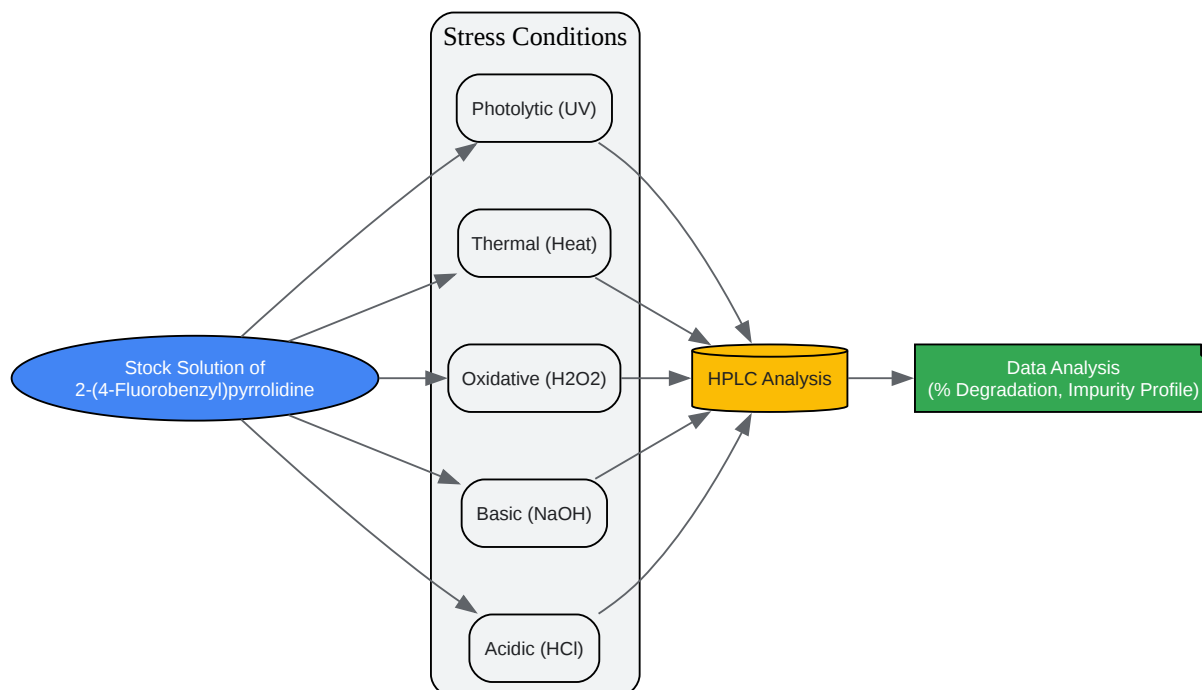 Stress Conditions
Photolytic (UV)
Thermal (Heat)
Stock Solution of
2-(4-Fluorobenzyl)pyrrolidine
Oxidative (H2O2)
HPLC Analysis
Data Analysis
(% Degradation, Impurity Profile)
Basic (NaOH)
Acidic (HCl)